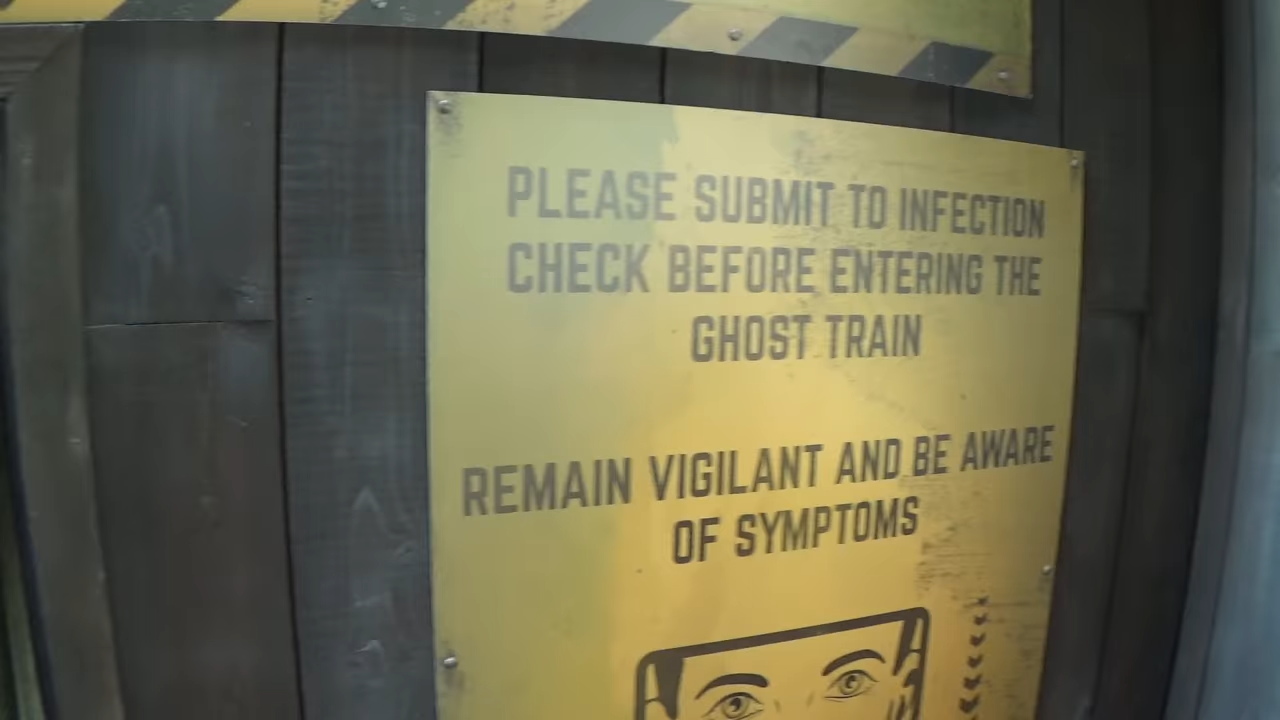 PLEASE SUBMIT TO INFECTION
CHECK BEFORE ENTERING THE
GHOST TRAIN
REMAIN VIGILANT AND BE AWARE
OF SYMPTOMS